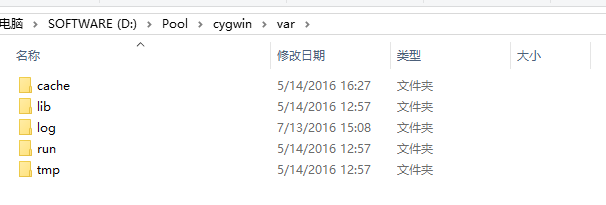 电脑 › SOFTWARE (D:) › Pool › cygwin › var ›
名称 修改日期 类型 大小
cache 5/14/2016 16:27 文件夹
lib 5/14/2016 12:57 文件夹
log 7/13/2016 15:08 文件夹
run 5/14/2016 12:57 文件夹
tmp 5/14/2016 12:57 文件夹